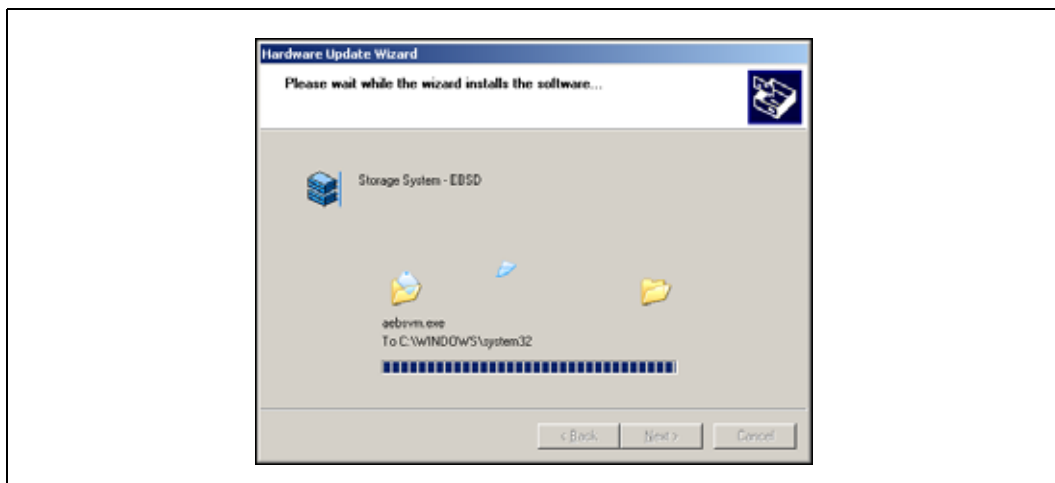 Hardware Update Wizard
Please wait while the wizard installs the software...
Storage System - EBSD
aebsvm.exe
To C:\WINDOWS\system32
< Back
Next >
Cancel